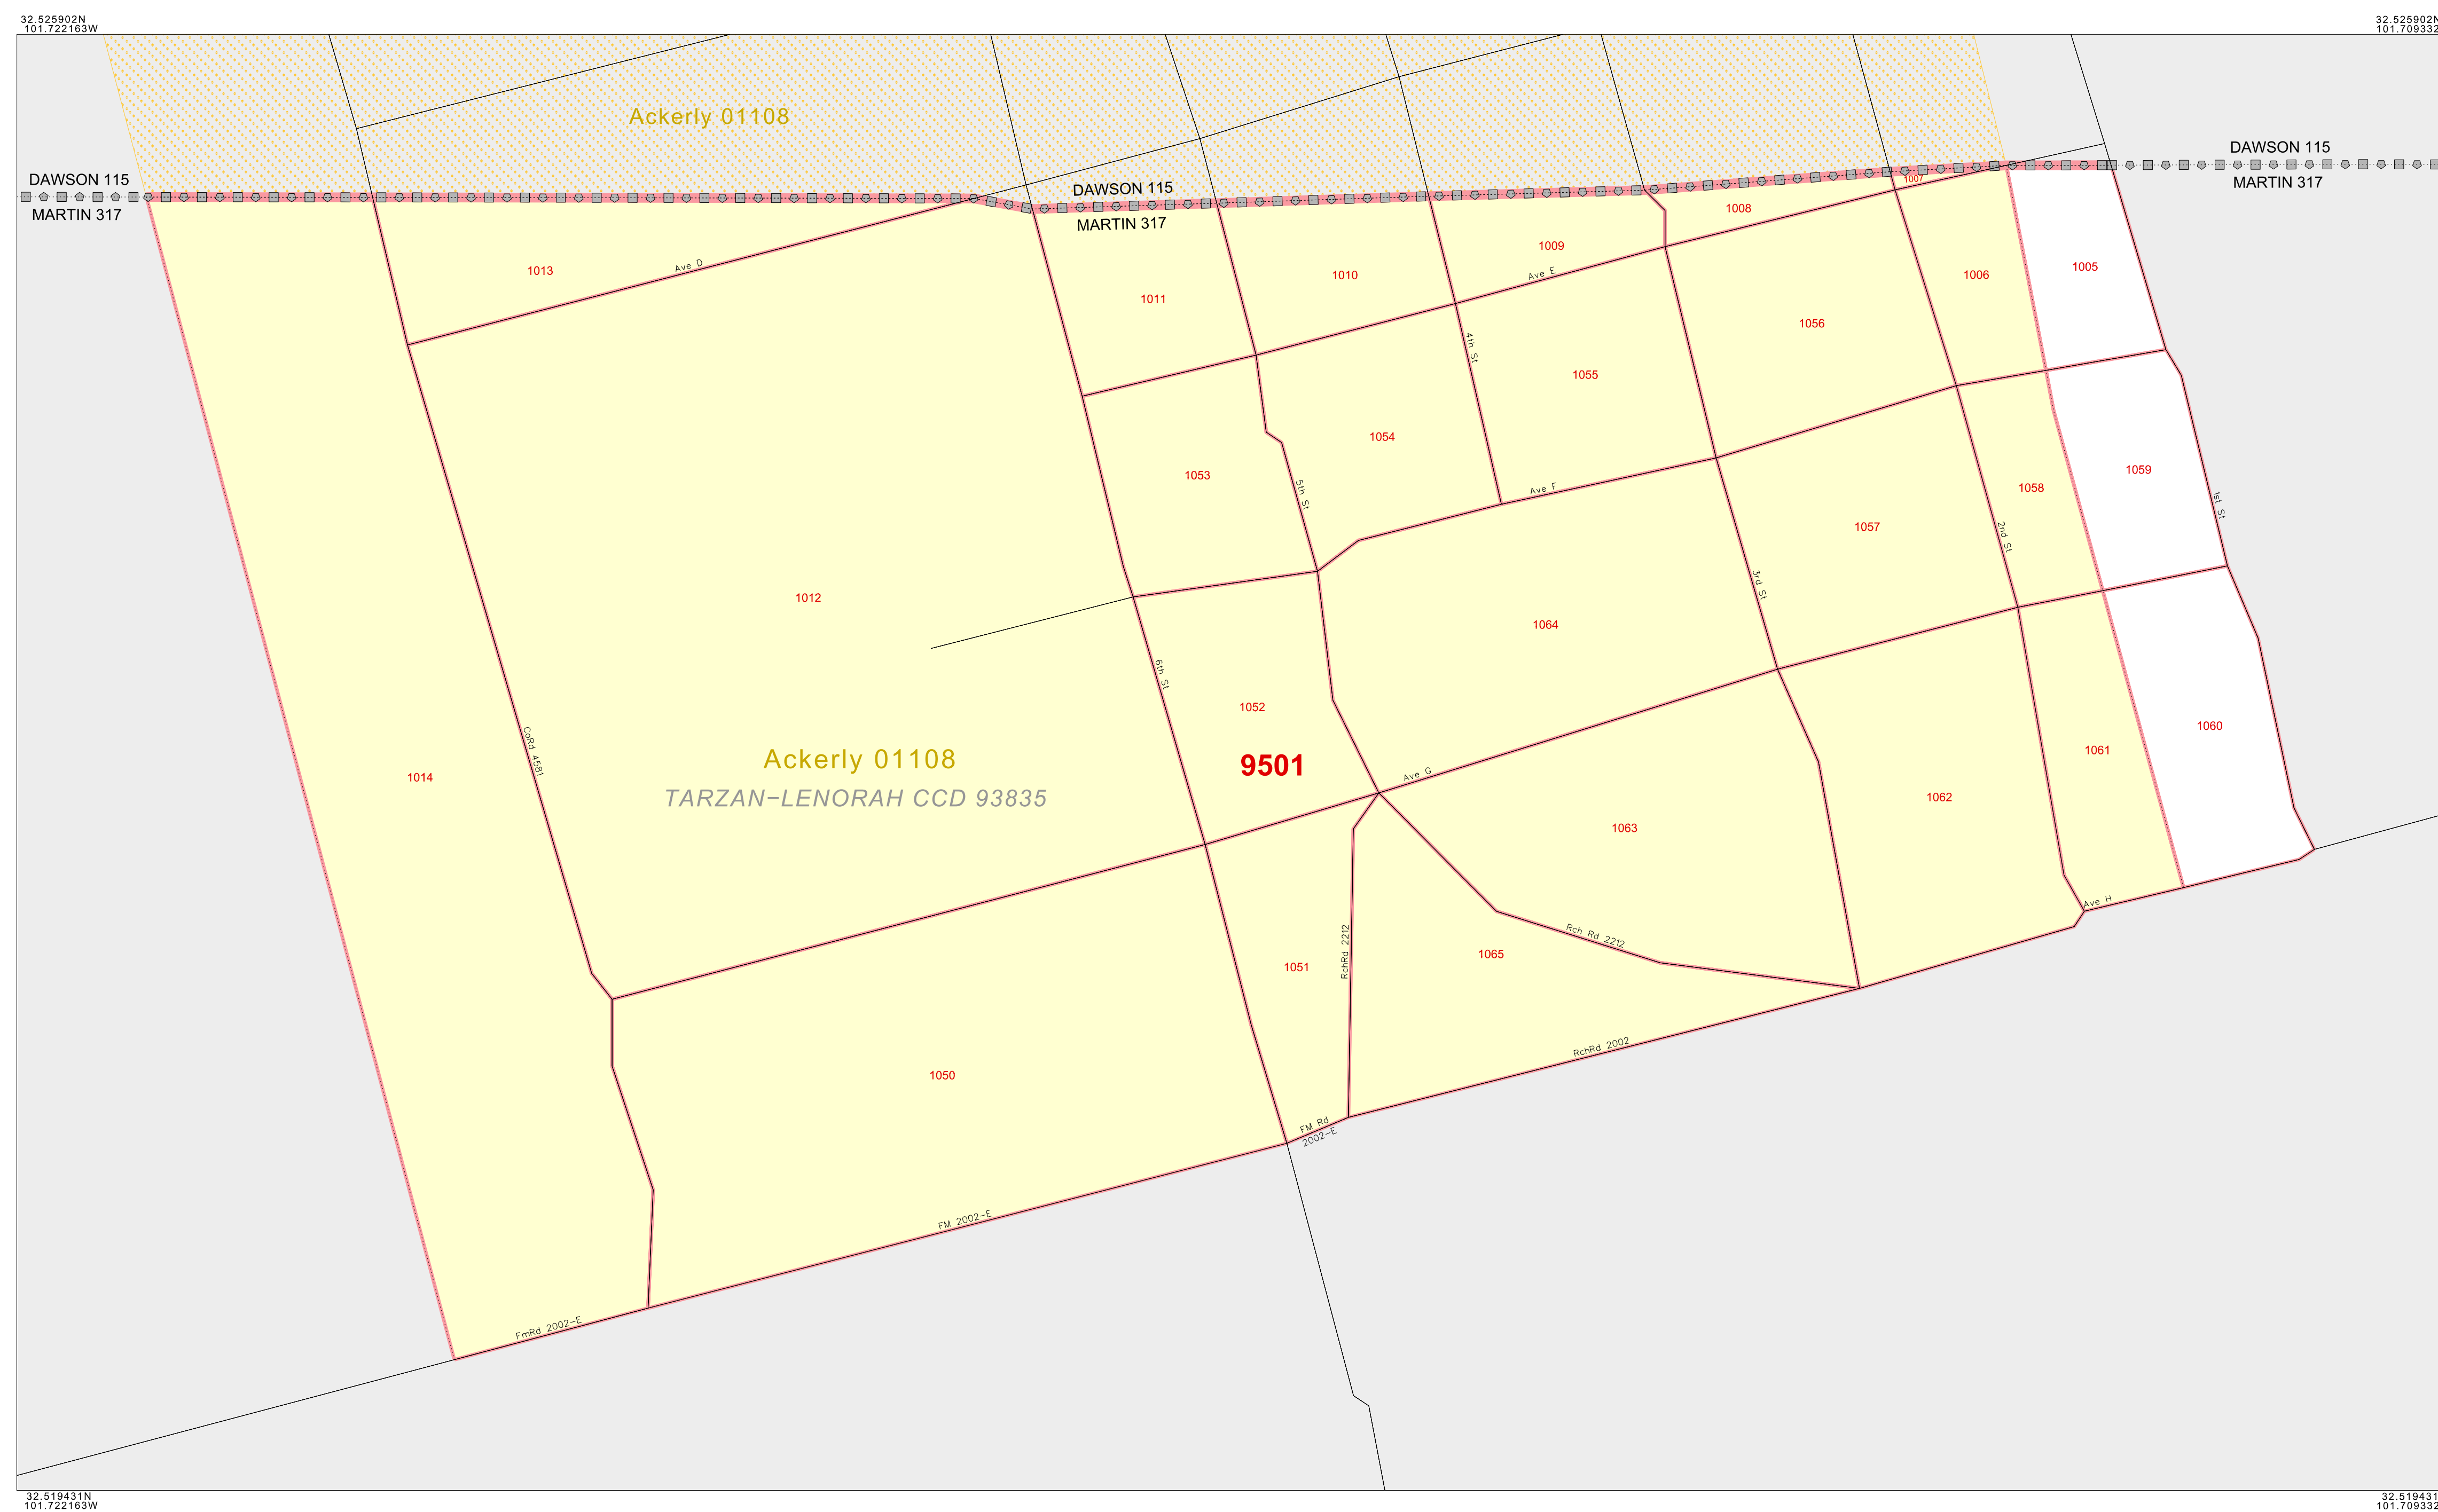 32.525902N
101.722163W
32.525902N
101.709332
Ackerly 01108
DAWSON 115
MARTIN 317
DAWSON 115
MARTIN 317
DAWSON 115
MARTIN 317
1007
1008
1009
1010
1011
1013
Ave D
Ave E
1006
1005
1056
4th St
1055
1054
1053
5th St
Ave F
1059
1058
1st St
1057
2nd St
3rd St
1012
1064
6th St
1052
1060
1061
CoRd 4581
Ackerly 01108
9501
1014
TARZAN-LENORAH CCD 93835
Ave G
1062
1063
Ave H
RchRd 2212
Rch Rd 2212
1051
1065
RchRd 2002
1050
FM Rd
2002-E
FM 2002-E
FmRd 2002-E
32.519431N
101.722163W
32.519431
101.709332